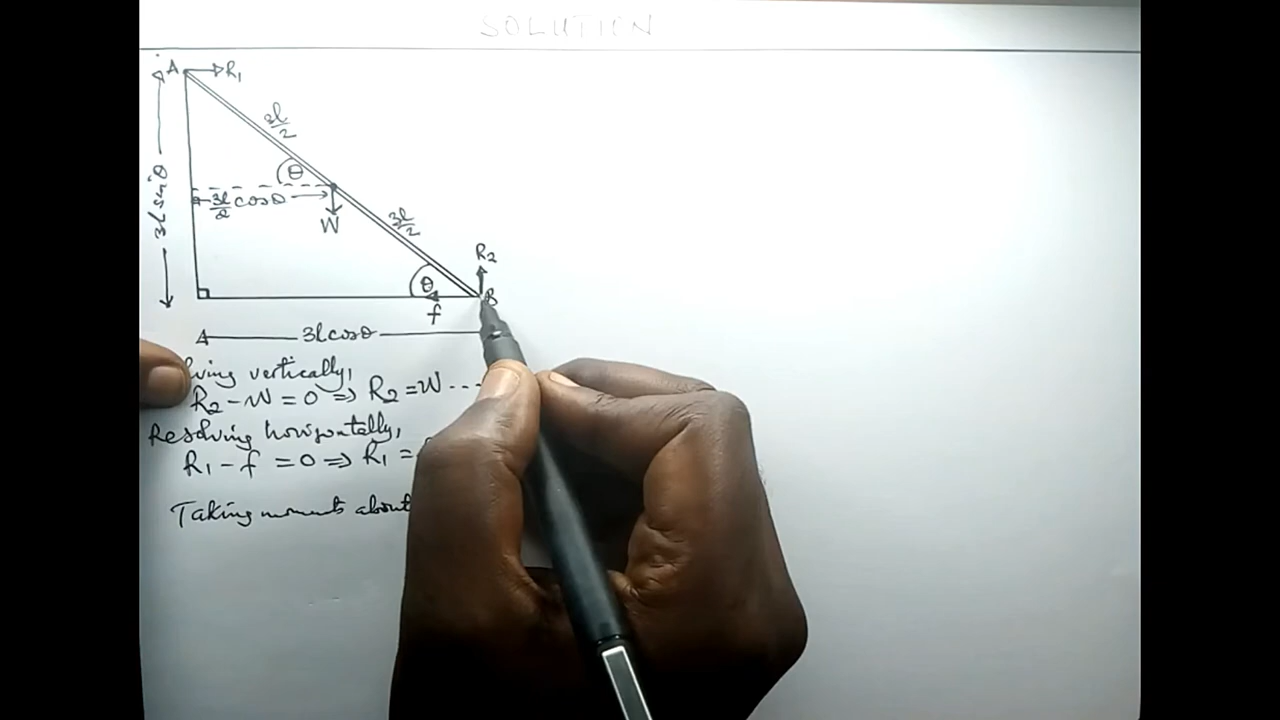 SOLUTION
A R₁
3l/2
θ
3l sinθ
3l/2 cosθ
W
3l/2
R₂
θ
B
f
3l cosθ
lving vertically,
R₂ - W = 0 ⇒ R₂ = W ...
Resolving horizontally,
R₁ - f = 0 ⇒ R₁ =
Taking moments about